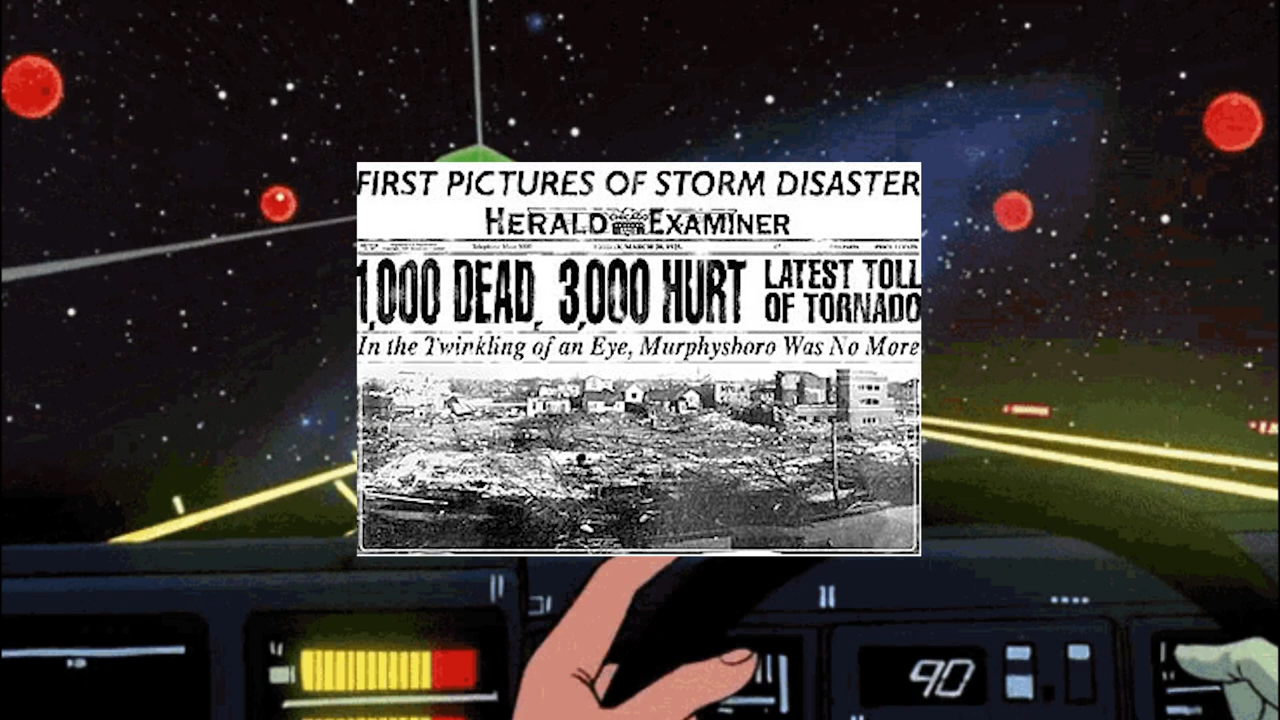 FIRST PICTURES OF STORM DISASTER
HERALD EXAMINER
1,000 DEAD, 3,000 HURT
LATEST TOLL
OF TORNADO
In the Twinkling of an Eye, Murphysboro Was No More
90